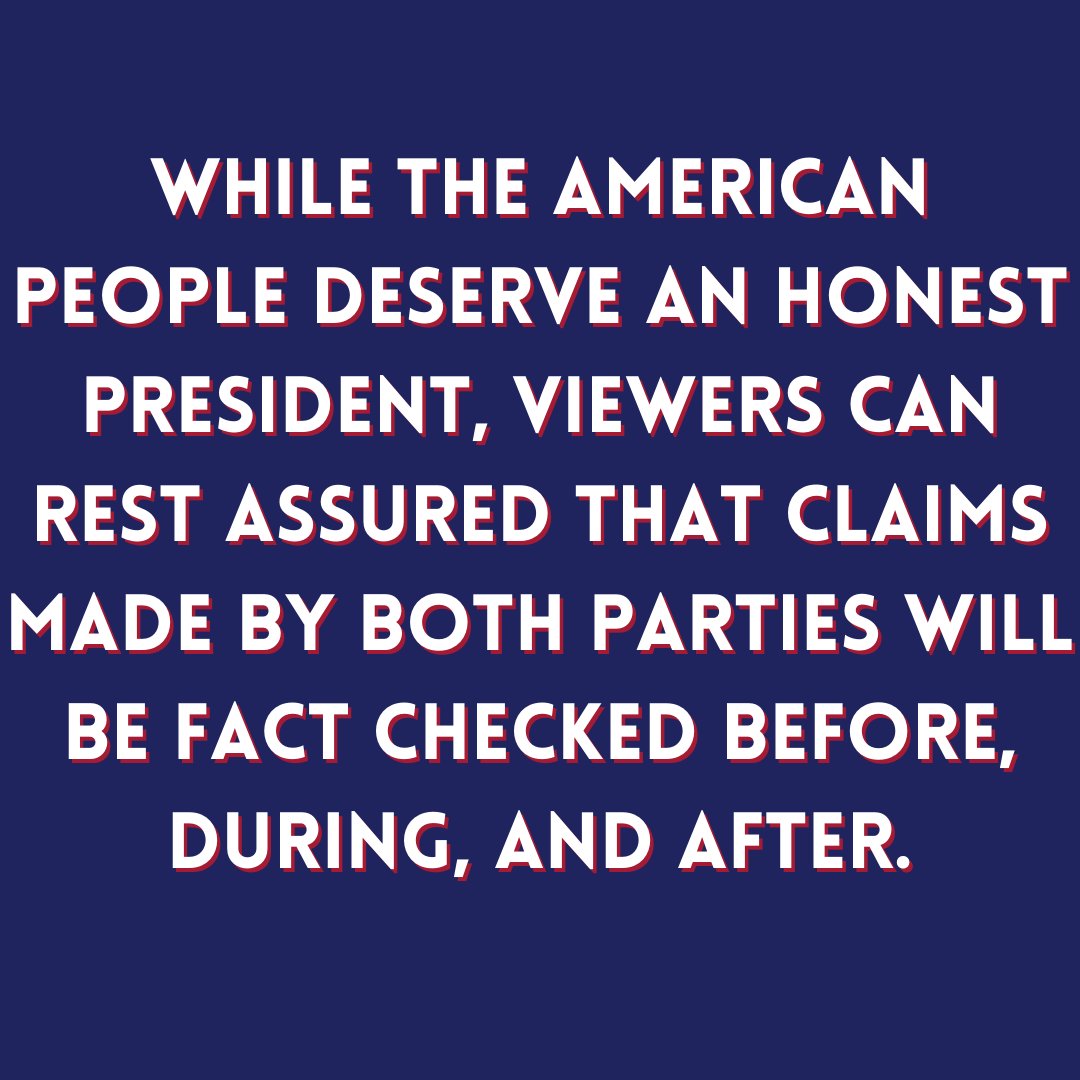 WHILE THE AMERICAN
PEOPLE DESERVE AN HONEST
PRESIDENT, VIEWERS CAN
REST ASSURED THAT CLAIMS
MADE BY BOTH PARTIES WILL
BE FACT CHECKED BEFORE,
DURING, AND AFTER.